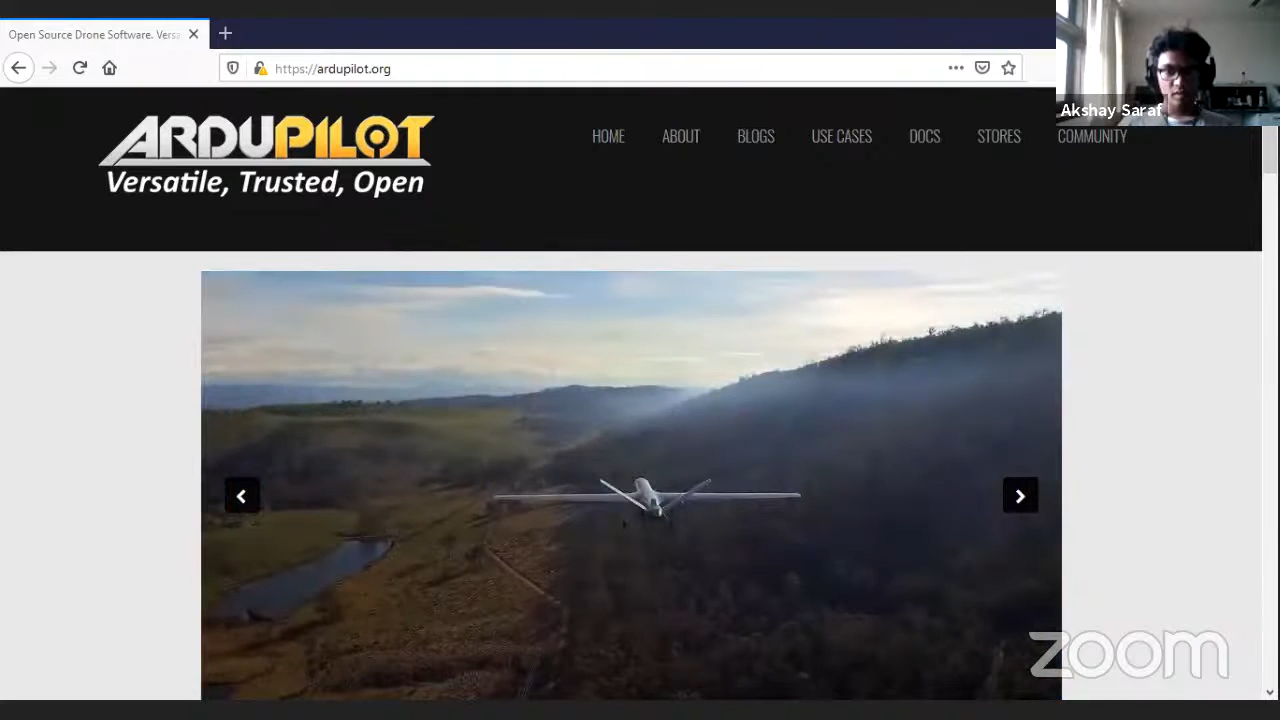 Open Source Drone Software. Versa
https://ardupilot.org
Akshay Saraf
ARDUPILOT
Versatile, Trusted, Open
HOME ABOUT BLOGS USE CASES DOCS STORES COMMUNITY
zoom